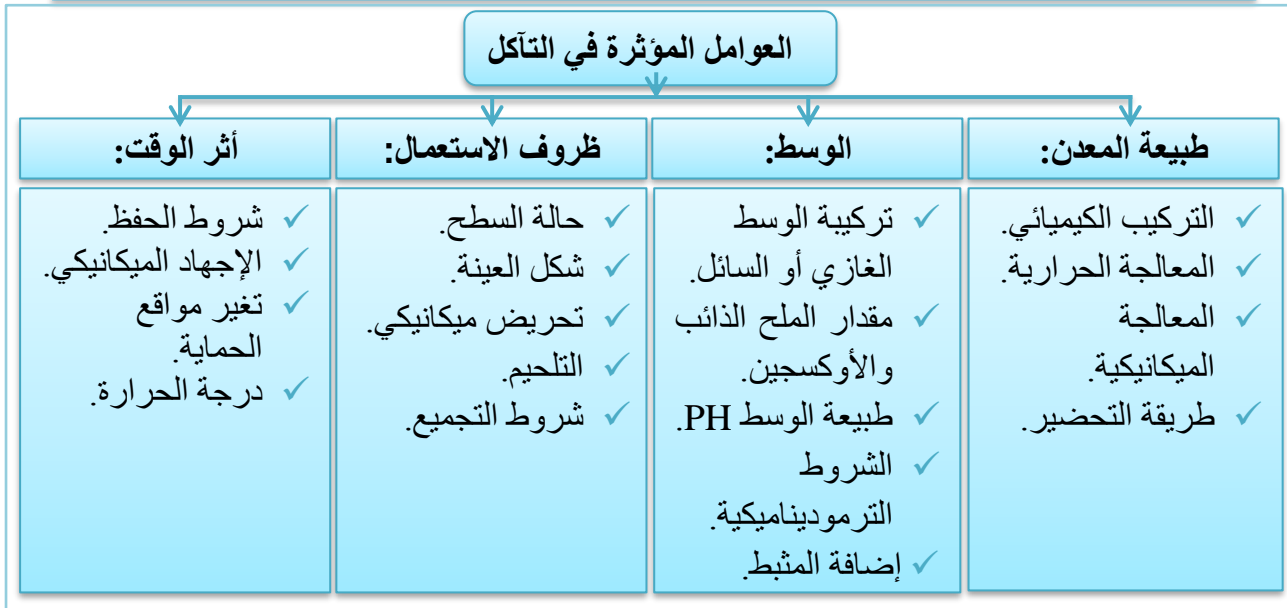 العوامل المؤثرة في التآكل
طبيعة المعدن:
التركيب الكيميائي.
المعالجة الحرارية.
المعالجة
الميكانيكية.
طريقة التحضير.
الوسط:
تركيبة الوسط
الغازي أو السائل.
مقدار الملح الذائب
والأوكسجين.
طبيعة الوسط PH.
الشروط
الترموديناميكية.
إضافة المثبط.
ظروف الاستعمال:
حالة السطح.
شكل العينة.
تحريض ميكانيكي.
التلحيم.
شروط التجميع.
أثر الوقت:
شروط الحفظ.
الإجهاد الميكانيكي.
تغير مواقع
الحماية.
درجة الحرارة.